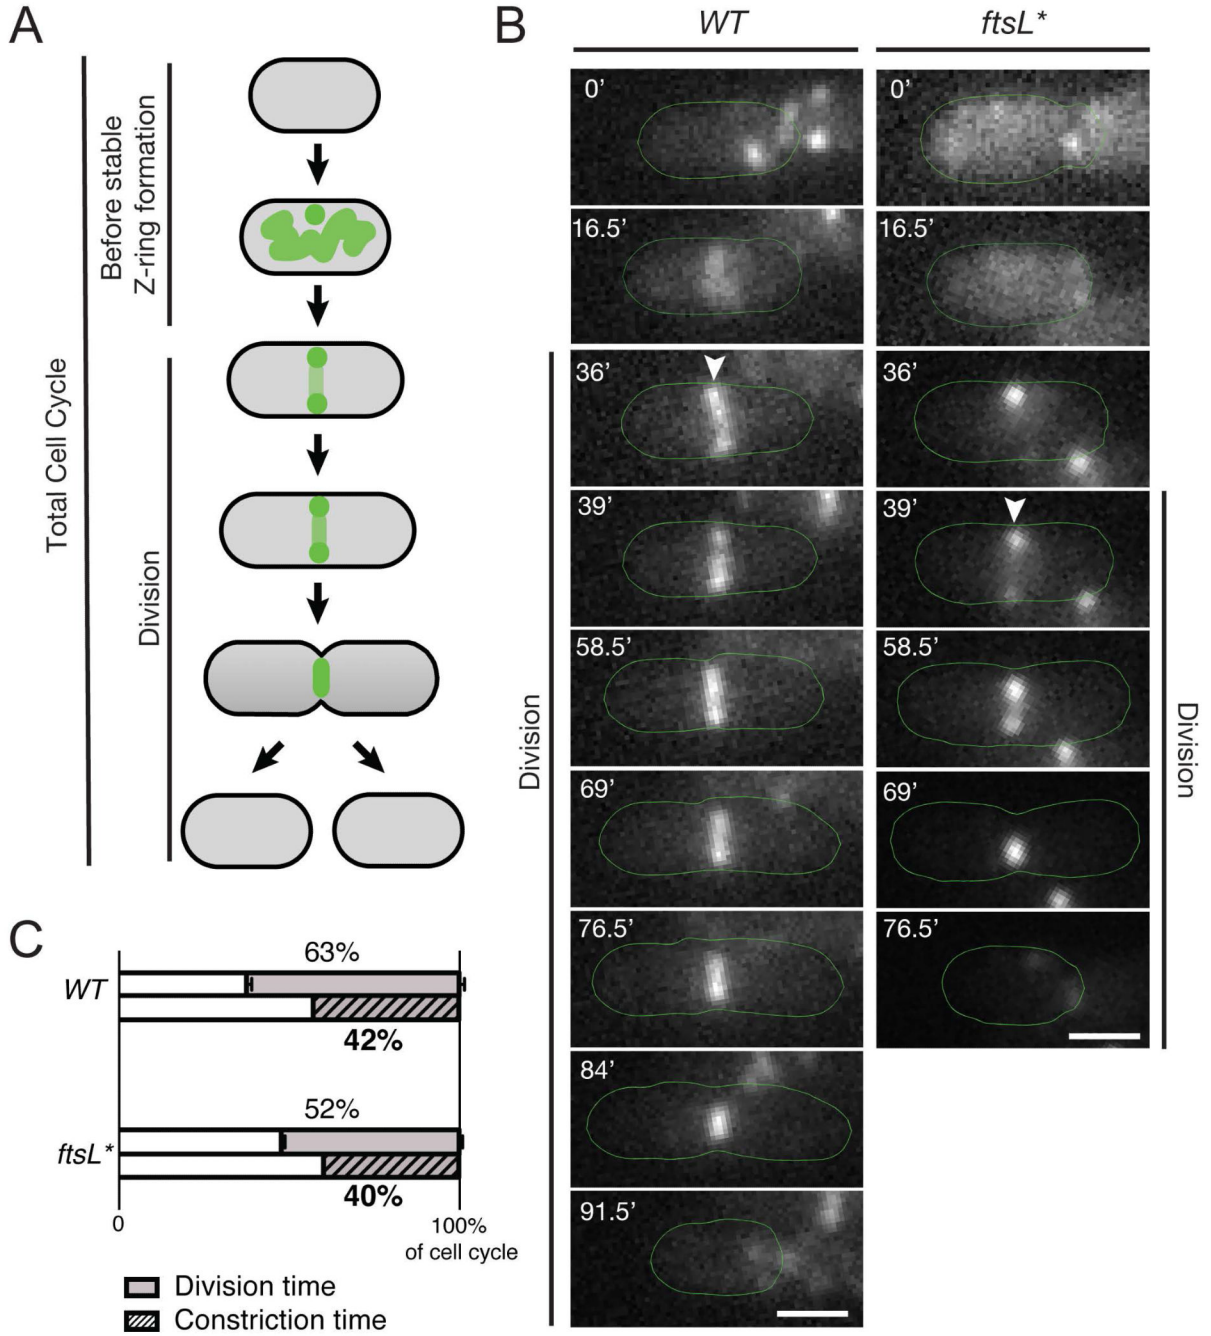 A
Total Cell Cycle
Before stable
Z-ring formation
Division
B
WT
ftsL*
0’
0’
16.5’
16.5’
36’
36’
39’
39’
58.5’
58.5’
69’
69’
76.5’
76.5’
84’
91.5’
Division
Division
C
63%
WT
42%
52%
ftsL*
40%
0
100%
of cell cycle
Division time
Constriction time